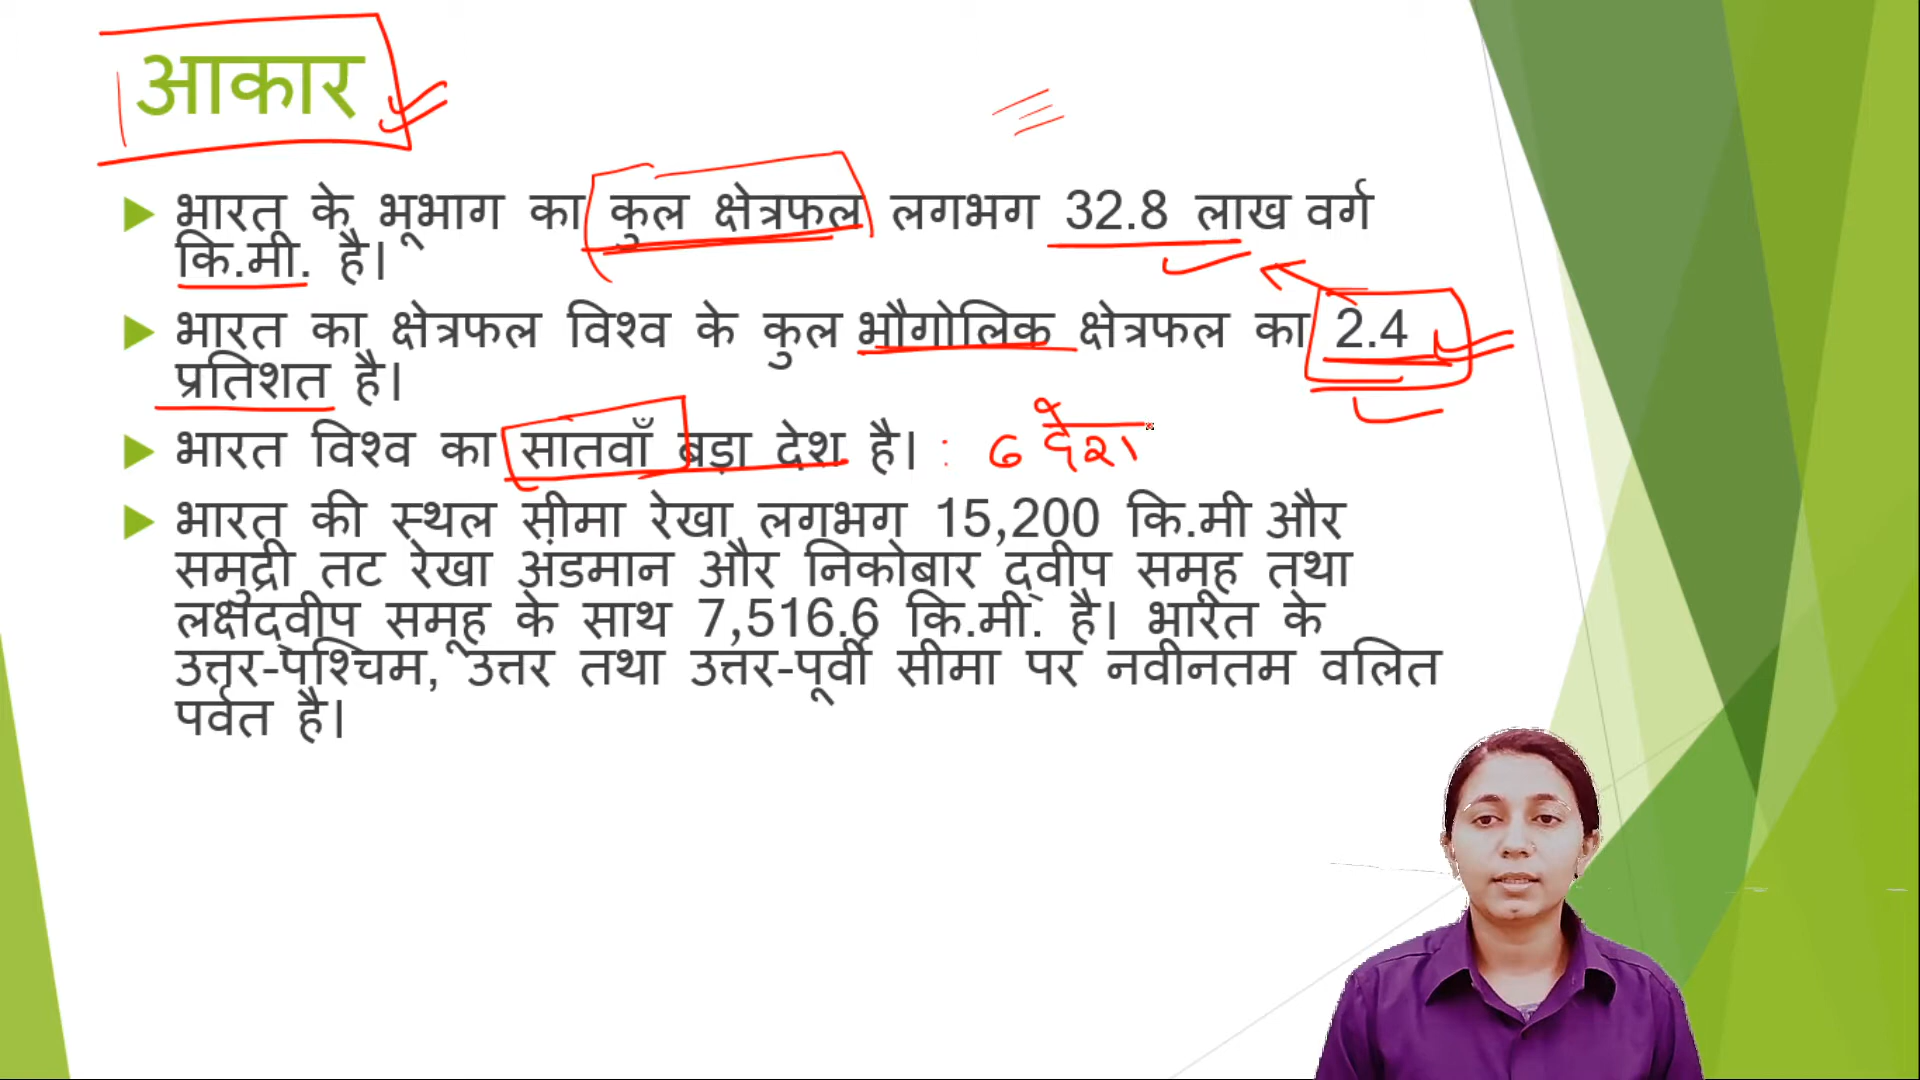 आकार
भारत के भूभाग का कुल क्षेत्रफल लगभग 32.8 लाख वर्ग
कि.मी. है।
भारत का क्षेत्रफल विश्व के कुल भौगोलिक क्षेत्रफल का 2.4
प्रतिशत है।
भारत विश्व का सातवाँ बड़ा देश है। : 6 देश
भारत की स्थल सीमा रेखा लगभग 15,200 कि.मी और
समुद्री तट रेखा अंडमान और निकोबार द्वीप समूह तथा
लक्षद्वीप समूह के साथ 7,516.6 कि.मी. है। भारत के
उत्तर-पश्चिम, उत्तर तथा उत्तर-पूर्वी सीमा पर नवीनतम वलित
पर्वत है।